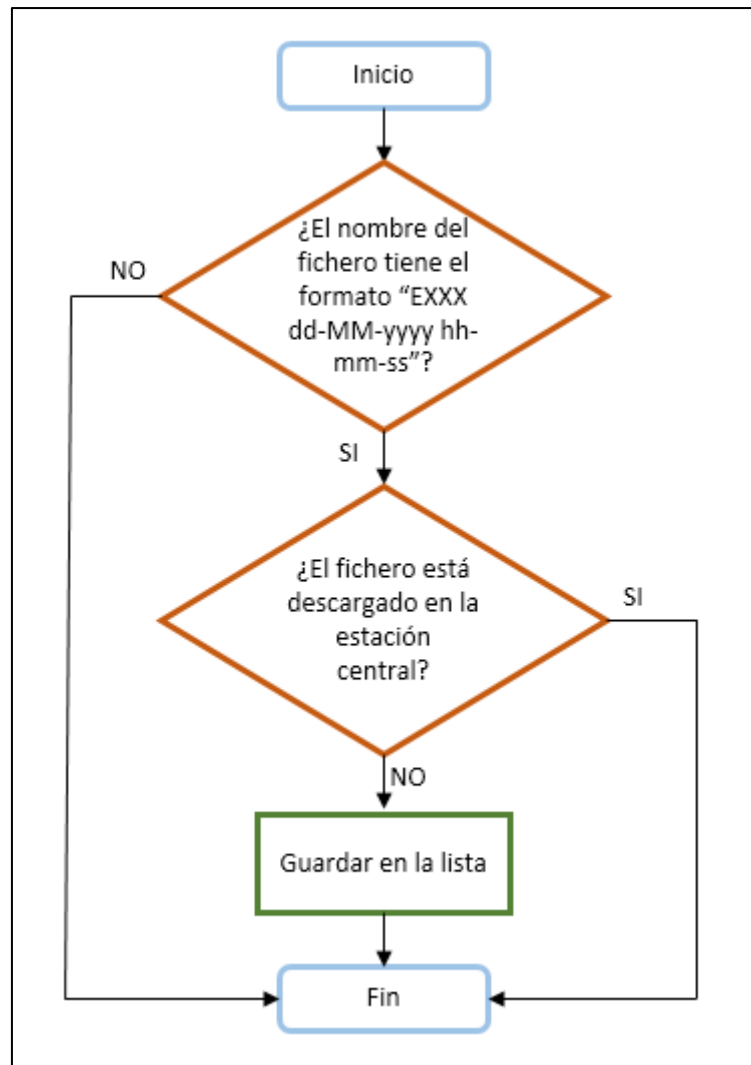 Inicio
¿El nombre del
fichero tiene el
formato “EXXX
dd-MM-yyyy hh-
mm-ss”?
NO
SI
¿El fichero está
descargado en la
estación
central?
SI
NO
Guardar en la lista
Fin